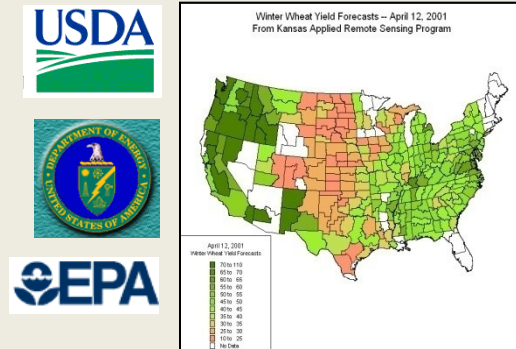 USDA
DEPARTMENT OF ENERGY
UNITED STATES OF AMERICA
EPA
Winter Wheat Yield Forecasts -- April 12, 2001
From Kansas Applied Remote Sensing Program
April 12, 2001
Winter Wheat Yield Forecasts
70 to 110
65 to 70
60 to 65
55 to 60
50 to 55
45 to 50
40 to 45
35 to 40
30 to 35
25 to 30
10 to 25
No Data